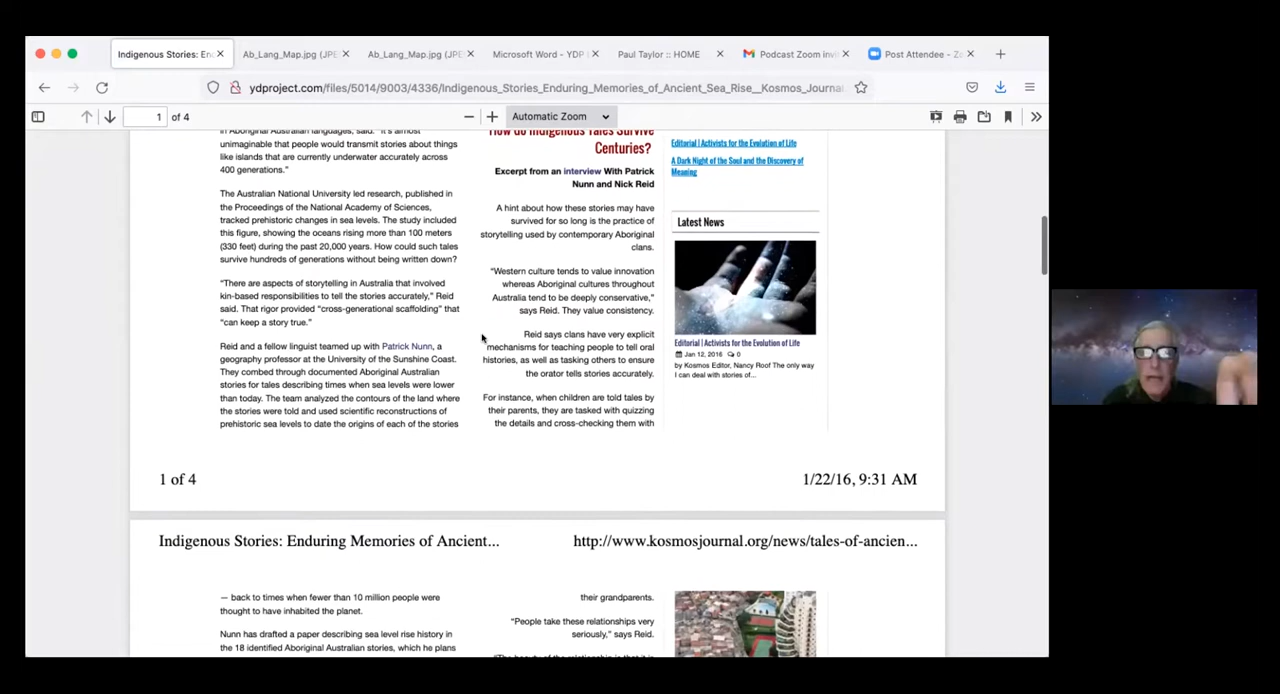 Indigenous Stories: En
Ab_Lang_Map.jpg (JPE
Ab_Lang_Map.jpg (JPE
Microsoft Word - YDP
Paul Taylor :: HOME
Podcast Zoom invi
Post Attendee - Z
ydproject.com/files/5014/9003/4336/Indigenous_Stories_Enduring_Memories_of_Ancient_Sea_Rise__Kosmos_Journal.
1 of 4
Automatic Zoom
in Aboriginal Australian languages, said. "It's almost
unimaginable that people would transmit stories about things
like islands that are currently underwater accurately across
400 generations."
The Australian National University led research, published in
the Proceedings of the National Academy of Sciences,
tracked prehistoric changes in sea levels. The study included
this figure, showing the oceans rising more than 100 meters
(330 feet) during the past 20,000 years. How could such tales
survive hundreds of generations without being written down?
"There are aspects of storytelling in Australia that involved
kin-based responsibilities to tell the stories accurately," Reid
said. That rigor provided "cross-generational scaffolding" that
"can keep a story true."
Reid and a fellow linguist teamed up with Patrick Nunn, a
geography professor at the University of the Sunshine Coast.
They combed through documented Aboriginal Australian
stories for tales describing times when sea levels were lower
than today. The team analyzed the contours of the land where
the stories were told and used scientific reconstructions of
prehistoric sea levels to date the origins of each of the stories
How do Indigenous Tales Survive
Centuries?
Excerpt from an interview With Patrick
Nunn and Nick Reid
A hint about how these stories may have
survived for so long is the practice of
storytelling used by contemporary Aboriginal
clans.
"Western culture tends to value innovation
whereas Aboriginal cultures throughout
Australia tend to be deeply conservative,"
says Reid. They value consistency.
Reid says clans have very explicit
mechanisms for teaching people to tell oral
histories, as well as tasking others to ensure
the orator tells stories accurately.
For instance, when children are told tales by
their parents, they are tasked with quizzing
the details and cross-checking them with
Editorial | Activists for the Evolution of Life
A Dark Night of the Soul and the Discovery of
Meaning
Latest News
Editorial | Activists for the Evolution of Life
Jan 12, 2016 0
by Kosmos Editor, Nancy Roof The only way
I can deal with stories of...
1 of 4
1/22/16, 9:31 AM
Indigenous Stories: Enduring Memories of Ancient...
http://www.kosmosjournal.org/news/tales-of-ancien...
— back to times when fewer than 10 million people were
thought to have inhabited the planet.
Nunn has drafted a paper describing sea level rise history in
the 18 identified Aboriginal Australian stories, which he plans
their grandparents.
"People take these relationships very
seriously," says Reid.